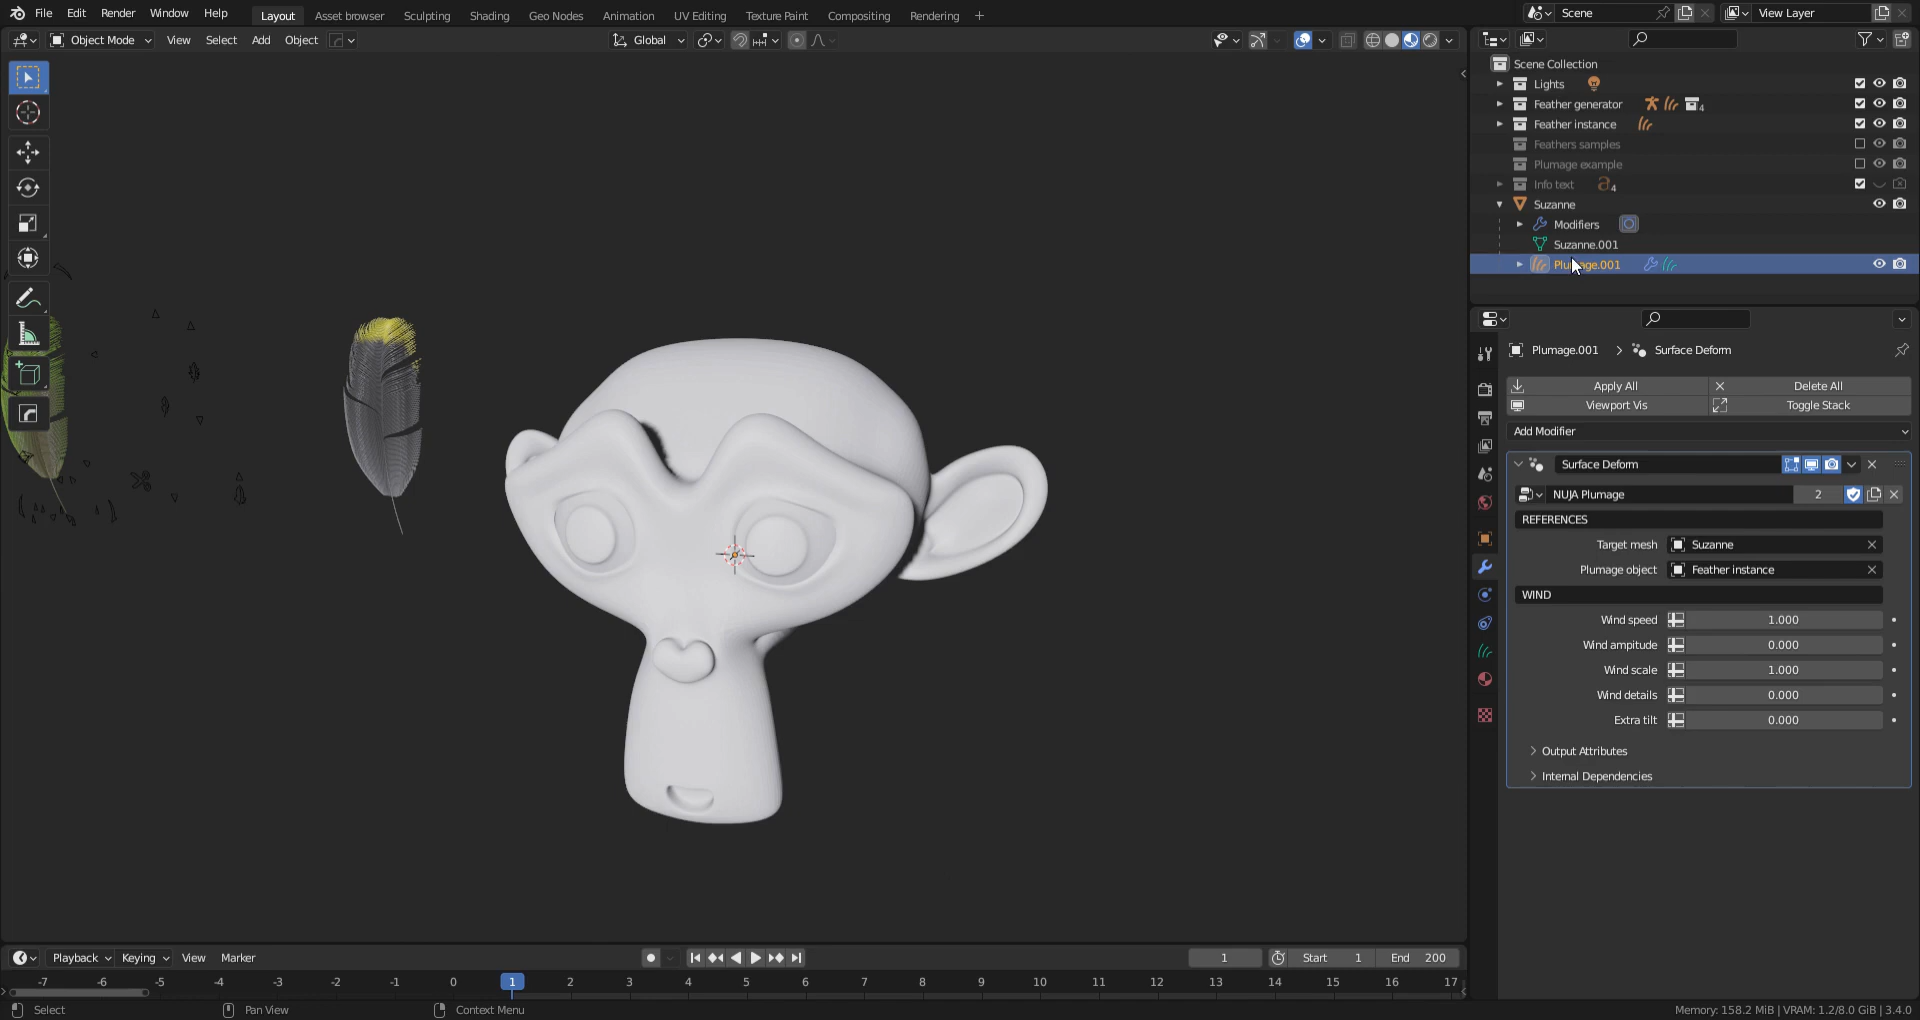 File Edit Render Window Help Layout Asset browser Sculpting Shading Geo Nodes Animation UV Editing Texture Paint Compositing Rendering + Scene View Layer
Object Mode View Select Add Object Global
Scene Collection
Lights
Feather generator 4
Feather instance
Feathers samples
Plumage example
Info text 4
Suzanne
Modifiers
Suzanne.001
Plumage.001
Plumage.001 > Surface Deform
Apply All Delete All
Viewport Vis Toggle Stack
Add Modifier
Surface Deform
NUJA Plumage 2
REFERENCES
Target mesh Suzanne
Plumage object Feather instance
WIND
Wind speed 1.000
Wind ampitude 0.000
Wind scale 1.000
Wind details 0.000
Extra tilt 0.000
Output Attributes
Internal Dependencies
Playback Keying View Marker 1 Start 1 End 200
-7 -6 -5 -4 -3 -2 -1 0 1 2 3 4 5 6 7 8 9 10 11 12 13 14 15 16 17
Select Pan View Context Menu Memory: 158.2 MiB | VRAM: 1.2/8.0 GiB | 3.4.0